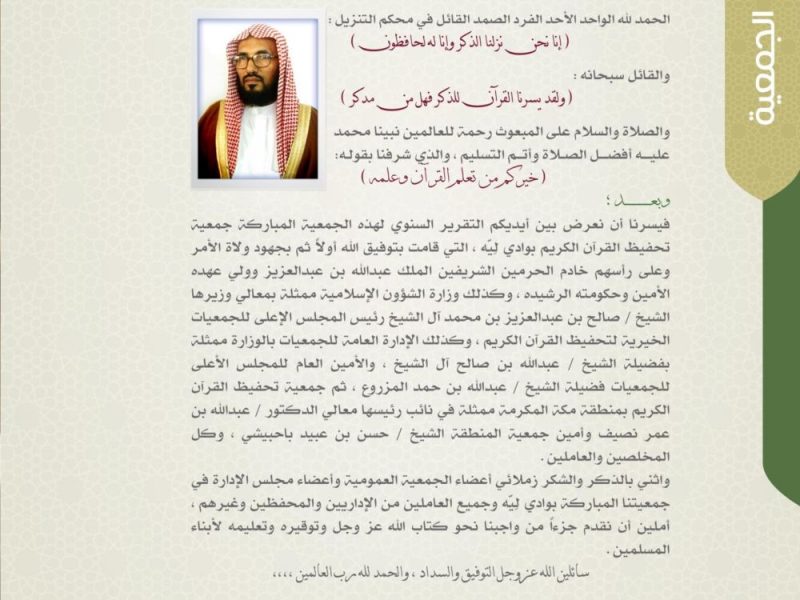 الجمعية
الحمد لله الواحد الأحد الفرد الصمد القائل في محكم التنزيل :
( إنا نحن نزلنا الذكر وإنا له لحافظون )
والقائل سبحانه :
( ولقد يسرنا القرآن للذكر فهل من مدكر )
والصلاة والسلام على المبعوث رحمة للعالمين نبينا محمد
عليه أفضل الصلاة وأتم التسليم ، والذي شرفنا بقوله:
( خيركم من تعلم القرآن وعلمه )
وبعد ؛
فيسرنا أن نعرض بين أيديكم التقرير السنوي لهذه الجمعية المباركة جمعية
تحفيظ القرآن الكريم بوادي ليّه ، التي قامت بتوفيق الله أولاً ثم بجهود ولاة الأمر
وعلى رأسهم خادم الحرمين الشريفين الملك عبدالله بن عبدالعزيز وولي عهده
الأمين وحكومته الرشيده ، وكذلك وزارة الشؤون الإسلامية ممثلة بمعالي وزيرها
الشيخ / صالح بن عبدالعزيز بن محمد آل الشيخ رئيس المجلس الإعلى للجمعيات
الخيرية لتحفيظ القرآن الكريم ، وكذلك الإدارة العامة للجمعيات بالوزارة ممثلة
بفضيلة الشيخ / عبدالله بن صالح آل الشيخ ، والأمين العام للمجلس الأعلى
للجمعيات فضيلة الشيخ / عبدالله بن حمد المزروع ، ثم جمعية تحفيظ القرآن
الكريم بمنطقة مكة المكرمة ممثلة في نائب رئيسها معالي الدكتور / عبدالله بن
عمر نصيف وأمين جمعية المنطقة الشيخ / حسن بن عبيد باحبيشي ، وكل
المخلصين والعاملين .
واثني بالذكر والشكر زملائي أعضاء الجمعية العمومية وأعضاء مجلس الإدارة في
جمعيتنا المباركة بوادي ليّه وجميع العاملين من الإداريين والمحفظين وغيرهم ،
أملين أن نقدم جزءاً من واجبنا نحو كتاب الله عز وجل وتوقيره وتعليمه لأبناء
المسلمين .
سائلين الله عز وجل التوفيق والسداد ، والحمد لله رب العالمين ،،،،